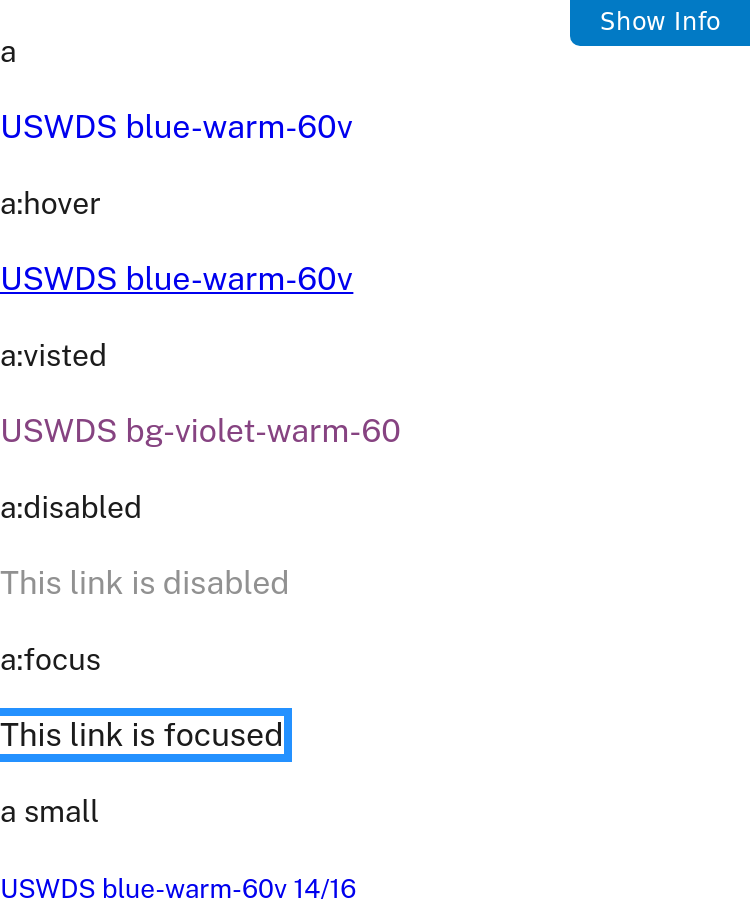 Show Info
a
USWDS blue-warm-60v
a:hover
USWDS blue-warm-60v
a:visted
USWDS bg-violet-warm-60
a:disabled
This link is disabled
a:focus
This link is focused
a small
USWDS blue-warm-60v 14/16